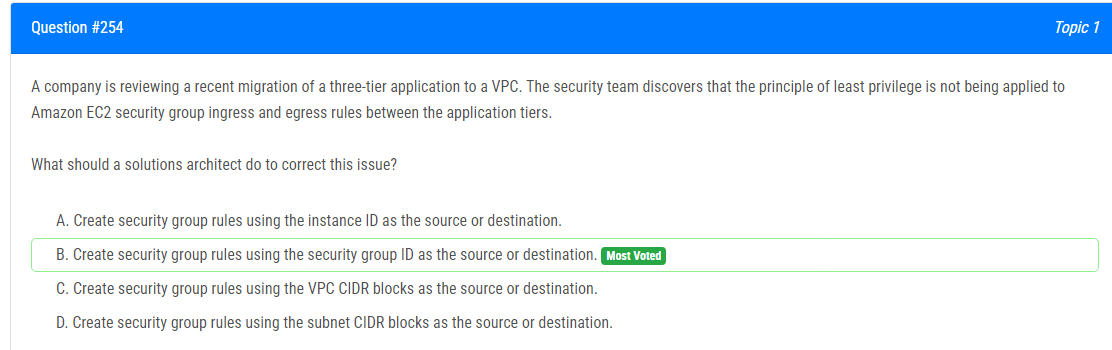 Question #254
Topic 1
A company is reviewing a recent migration of a three-tier application to a VPC. The security team discovers that the principle of least privilege is not being applied to
Amazon EC2 security group ingress and egress rules between the application tiers.
What should a solutions architect do to correct this issue?
A. Create security group rules using the instance ID as the source or destination.
B. Create security group rules using the security group ID as the source or destination. Most Voted
C. Create security group rules using the VPC CIDR blocks as the source or destination.
D. Create security group rules using the subnet CIDR blocks as the source or destination.